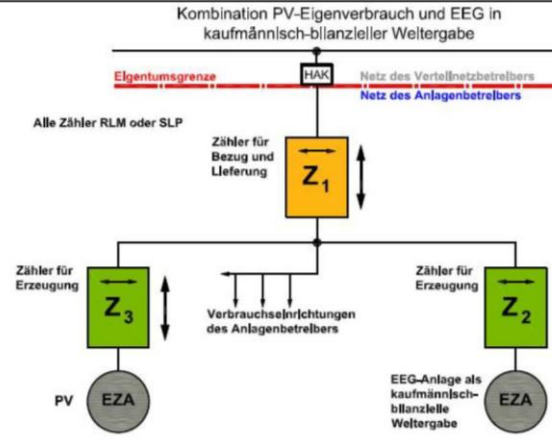 Kombination PV-Eigenverbrauch und EEG in
kaufmännisch-bilanzieller Weitergabe
Eigentumsgrenze
HAK
Netz des Verteilnetzbetreibers
Netz des Anlagenbetreibers
Alle Zähler RLM oder SLP
Zähler für
Bezug und
Lieferung
Z1
Zähler für
Erzeugung
Z3
Verbrauchseinrichtungen
des Anlagenbetreibers
Zähler für
Erzeugung
Z2
PV
EZA
EEG-Anlage als
kaufmännisch-
bilanzielle
Weitergabe
EZA